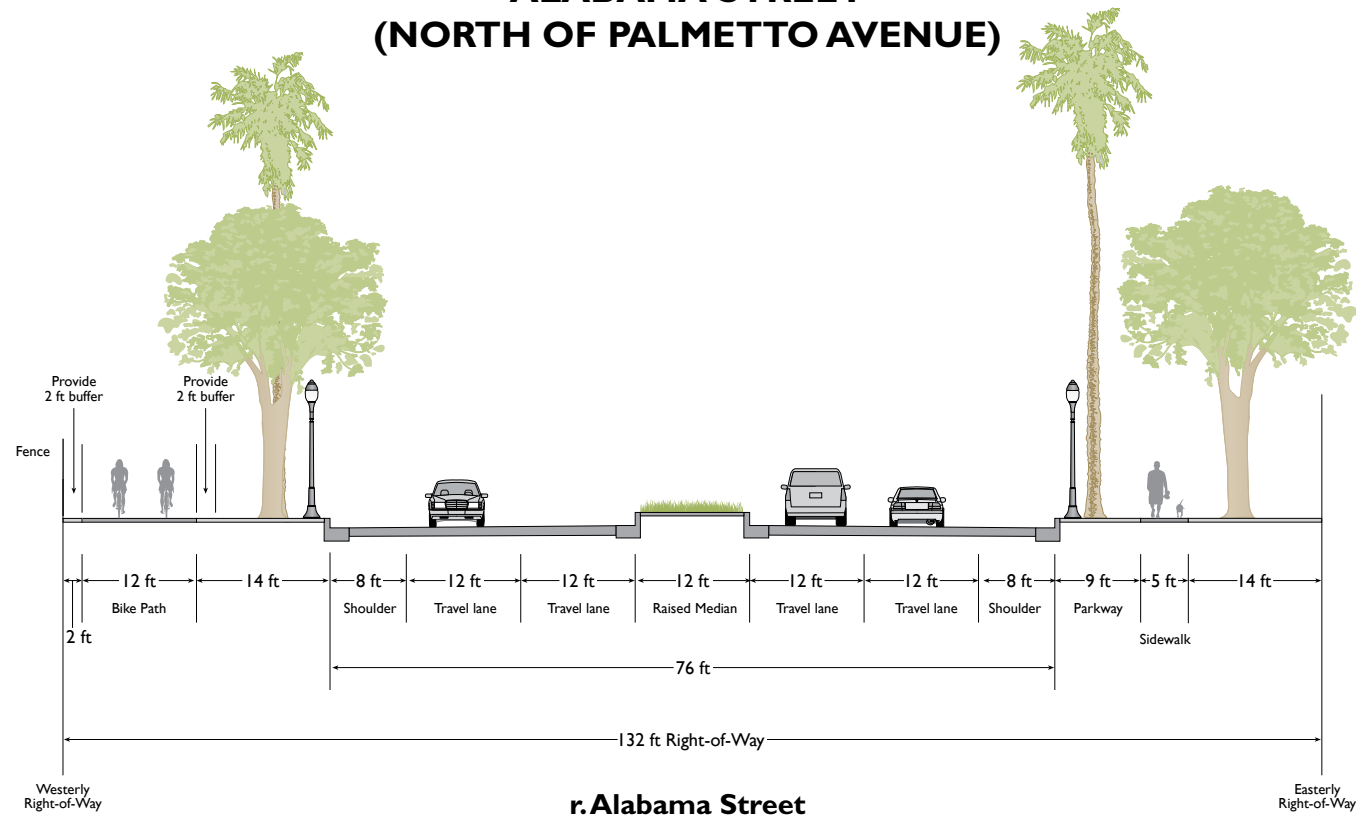 (NORTH OF PALMETTO AVENUE)
Provide
2 ft buffer
Provide
2 ft buffer
Fence
12 ft
14 ft
8 ft
12 ft
12 ft
12 ft
12 ft
12 ft
8 ft
9 ft
5 ft
14 ft
Bike Path
Shoulder
Travel lane
Travel lane
Raised Median
Travel lane
Travel lane
Shoulder
Parkway
2 ft
Sidewalk
76 ft
132 ft Right-of-Way
Westerly
Right-of-Way
r. Alabama Street
Easterly
Right-of-Way